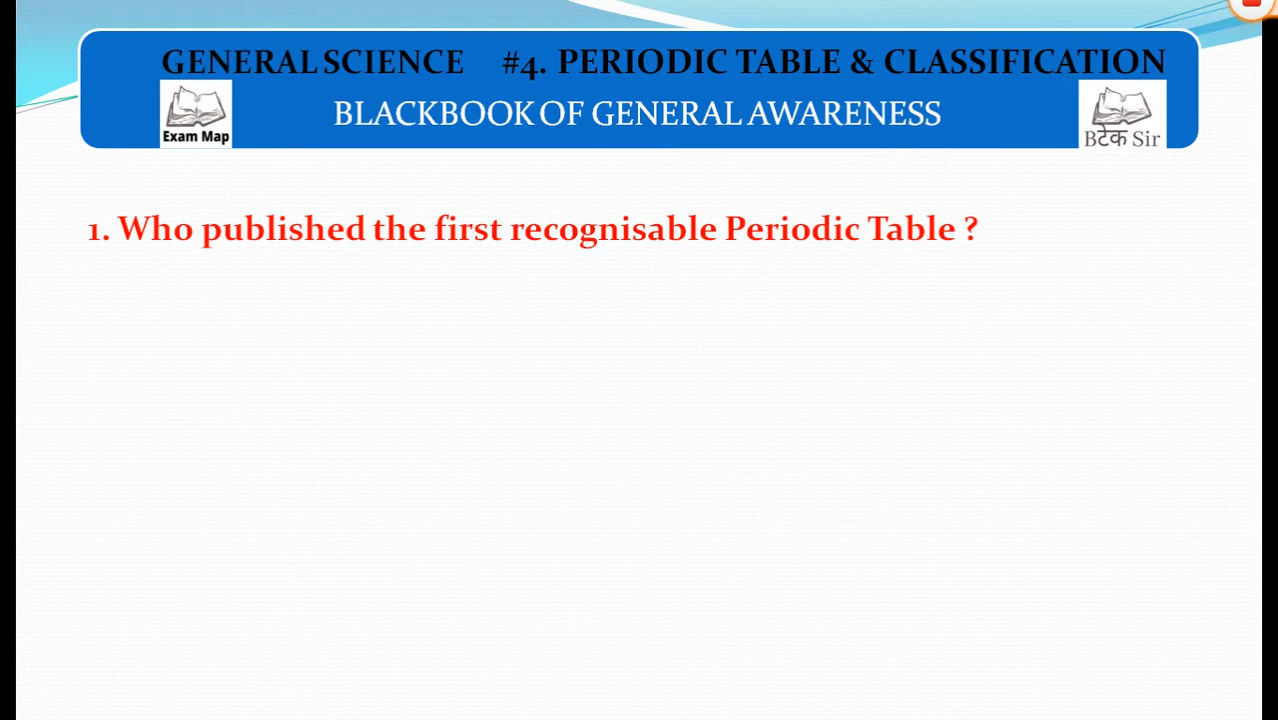 GENERAL SCIENCE #4. PERIODIC TABLE & CLASSIFICATION
BLACKBOOK OF GENERAL AWARENESS
Exam Map
Bटेक Sir
1. Who published the first recognisable Periodic Table ?